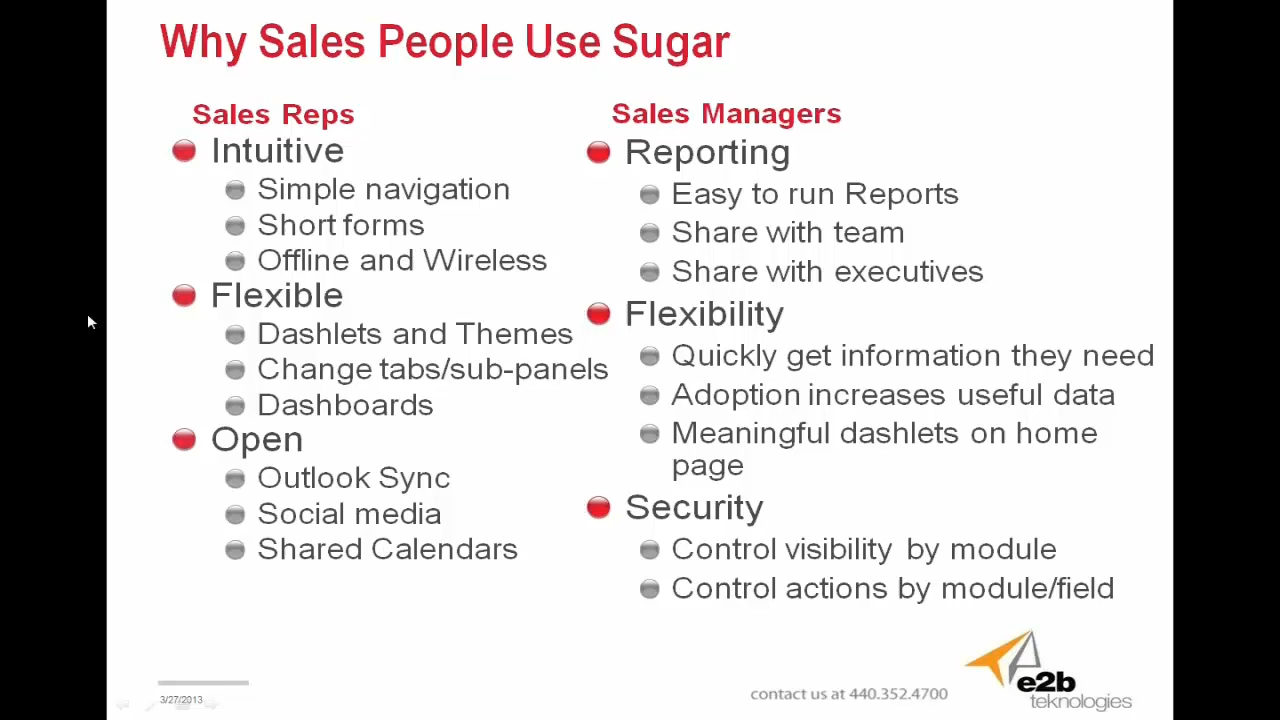 Why Sales People Use Sugar
Sales Reps
Intuitive
Simple navigation
Short forms
Offline and Wireless
Flexible
Dashlets and Themes
Change tabs/sub-panels
Dashboards
Open
Outlook Sync
Social media
Shared Calendars
Sales Managers
Reporting
Easy to run Reports
Share with team
Share with executives
Flexibility
Quickly get information they need
Adoption increases useful data
Meaningful dashlets on home
page
Security
Control visibility by module
Control actions by module/field
3/27/2013
contact us at 440.352.4700
e2b
teknologies